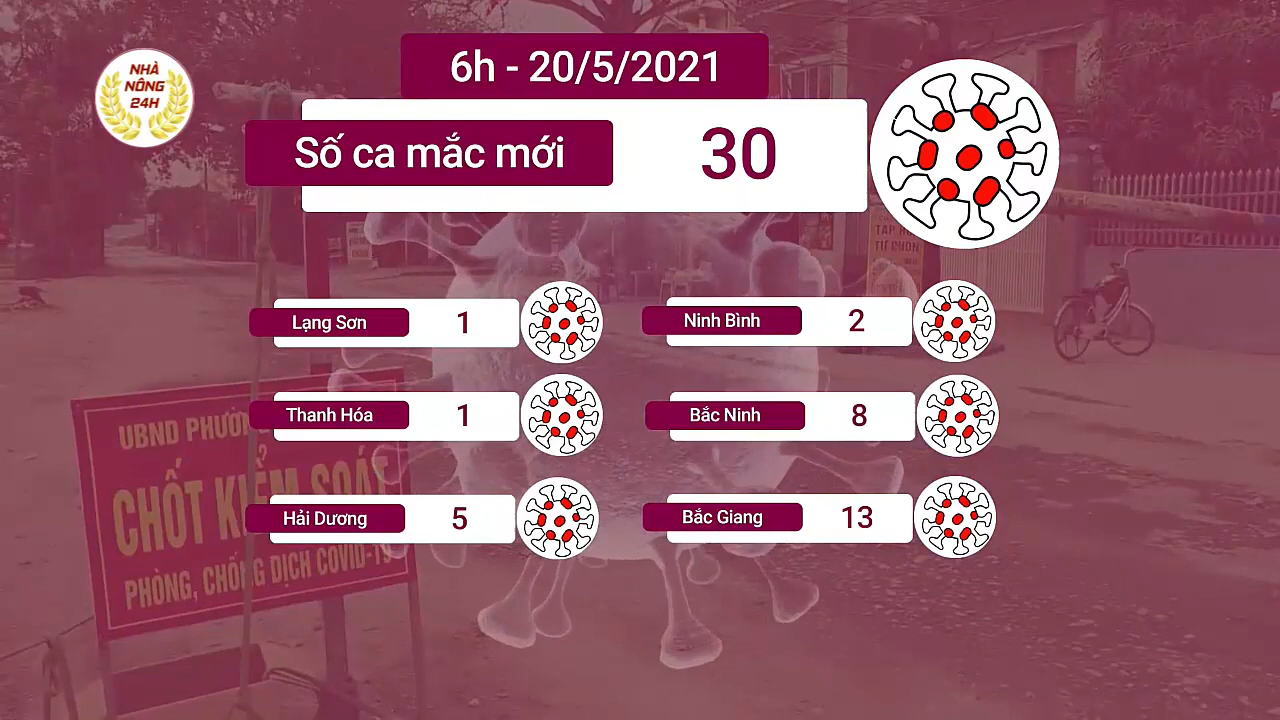 NHÀ
NÔNG
24H
6h - 20/5/2021
Số ca mắc mới
30
Lạng Sơn
1
Ninh Bình
2
Thanh Hóa
1
Bắc Ninh
8
Hải Dương
5
Bắc Giang
13
UBND PHƯỜNG
CHỐT KIỂM SOÁT
PHÒNG, CHỐNG DỊCH COVID-19